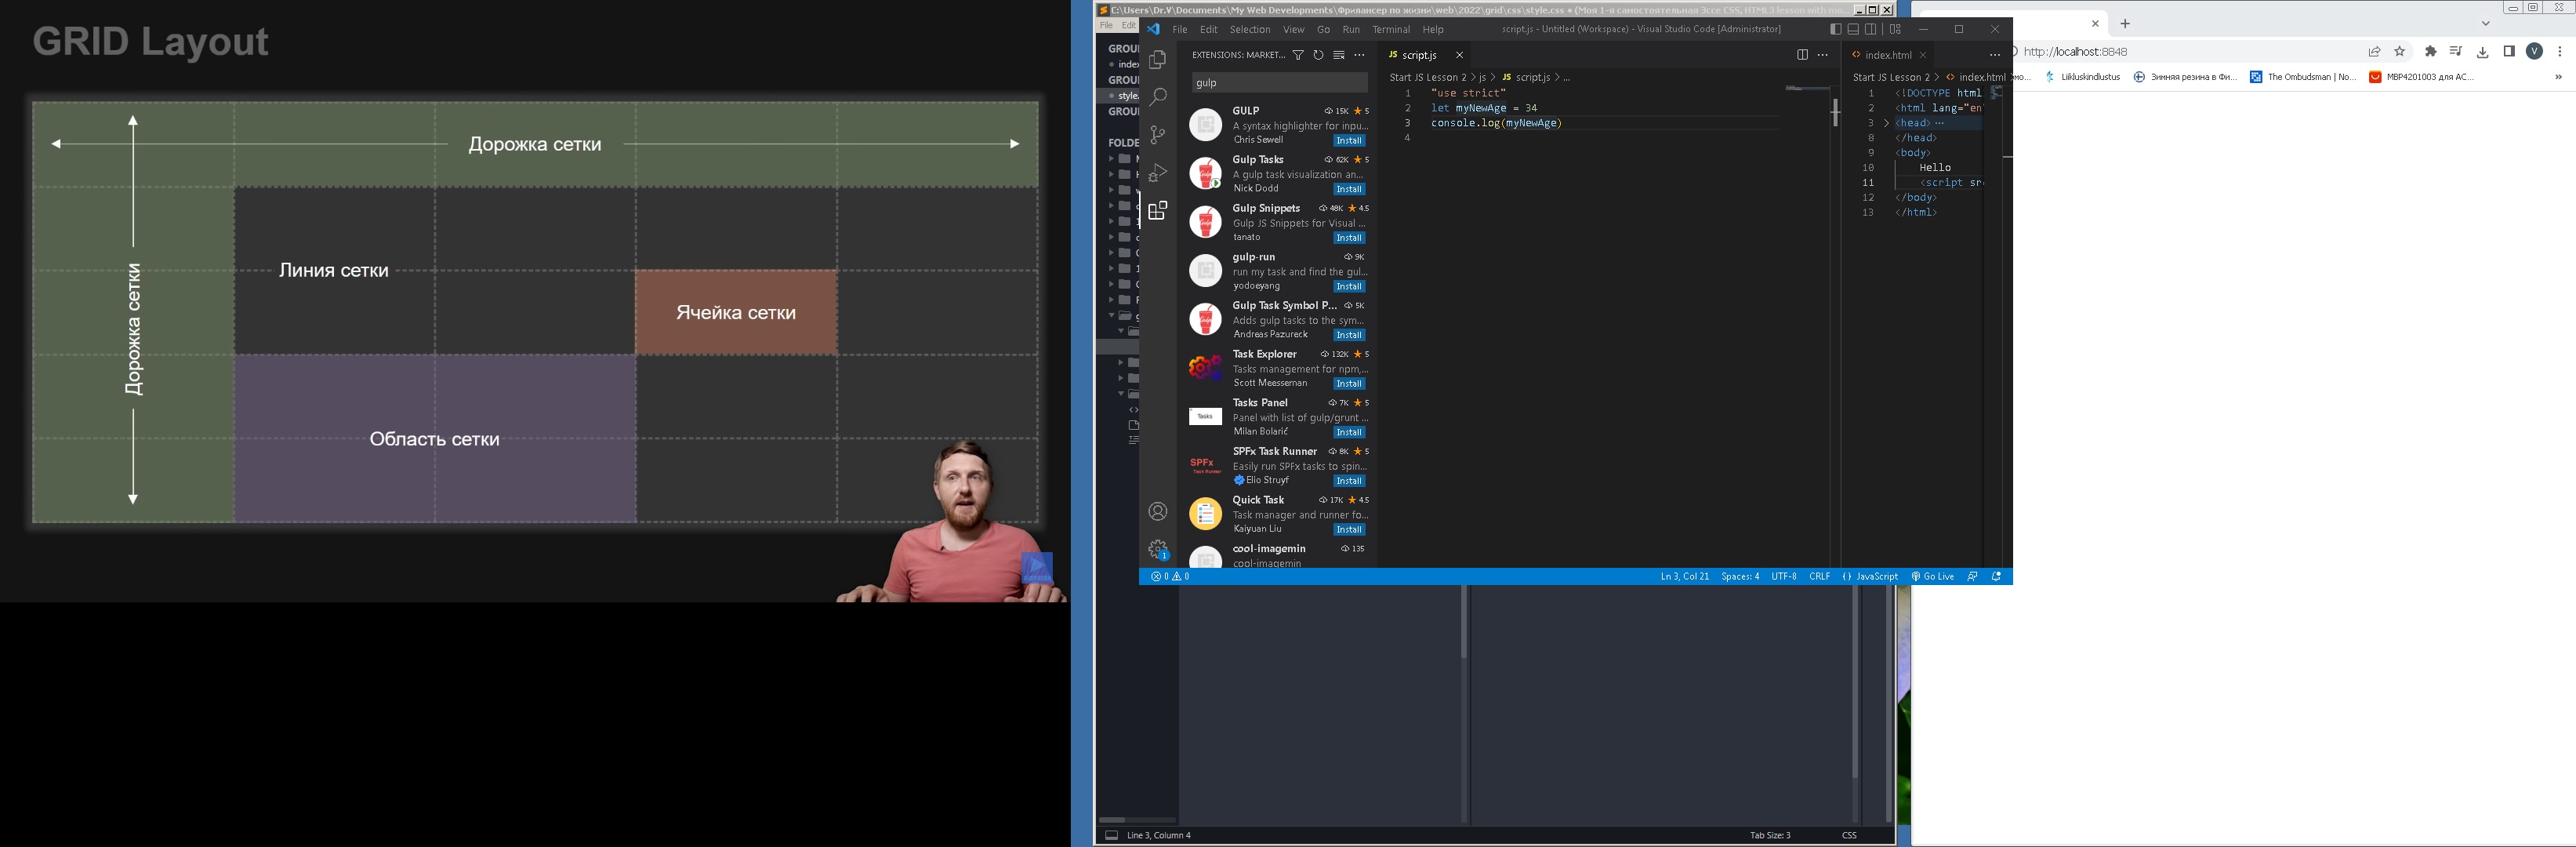 GRID Layout
Дорожка сетки
Дорожка сетки
Линия сетки
Ячейка сетки
Область сетки
C:\Users\Dr.V\Documents\My Web Developments\Фрилансер по жизни\web\2022\grid\css\style.css • (Моя 1-я самостоятельная Эссе CSS, HTML3 lesson with mo...
File Edit
GROU
index
GROU
style.
GROU
FOLDE
File Edit Selection View Go Run Terminal Help
script.js - Untitled (Workspace) - Visual Studio Code [Administrator]
EXTENSIONS: MARKET...
gulp
GULP 15K 5
A syntax highlighter for inpu...
Chris Sewell Install
Gulp Tasks 62K 5
A gulp task visualization an...
Nick Dodd Install
Gulp Snippets 48K 4.5
Gulp JS Snippets for Visual ...
tanato Install
gulp-run 9K
run my task and find the gul...
yodoeyang Install
Gulp Task Symbol P... 5K
Adds gulp tasks to the sym...
Andreas Pazureck Install
Task Explorer 132K 5
Tasks management for npm,...
Scott Meesseman Install
Tasks
Tasks Panel 7K 5
Panel with list of gulp/grunt ...
Milan Bolarić Install
SPFx
Task Runner
SPFx Task Runner 8K 5
Easily run SPFx tasks to spin...
Elio Struyf Install
Quick Task 17K 4.5
Task manager and runner fo...
Kaiyuan Liu Install
cool-imagemin 135
cool-imagemin
1
JS script.js
Start JS Lesson 2 > js > JS script.js > ...
1 "use strict"
2 let myNewAge = 34
3 console.log(myNewAge)
4
<> index.html
Start JS Lesson 2 > <> index.html
1 <!DOCTYPE html
2 <html lang="en"
3 > <head> ...
8 </head>
9 <body>
10 Hello
11 <script sr
12 </body>
13 </html>
0 0
Ln 3, Col 21 Spaces: 4 UTF-8 CRLF {} JavaScript Go Live
Line 3, Column 4
Tab Size: 3 CSS
http://localhost:8848
V
Liikluskindlustus
Зимняя резина в Фи...
The Ombudsman | No...
MBP4201003 для AC...
»